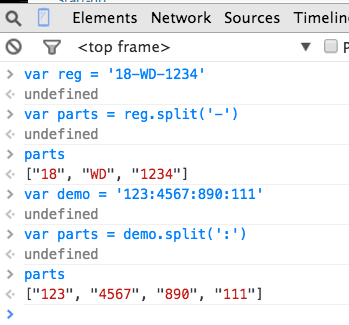 Elements Network Sources Timeline
<top frame> P
var reg = '18-WD-1234'
undefined
var parts = reg.split('-')
undefined
parts
["18", "WD", "1234"]
var demo = '123:4567:890:111'
undefined
var parts = demo.split(':')
undefined
parts
["123", "4567", "890", "111"]